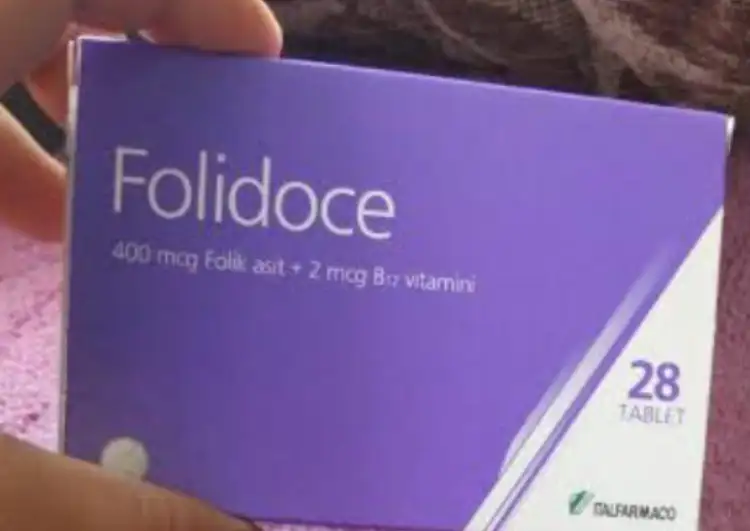 Folidoce
400 mcg Folik asit + 2 mcg B12 vitamini
28
TABLET
ITALFARMACO